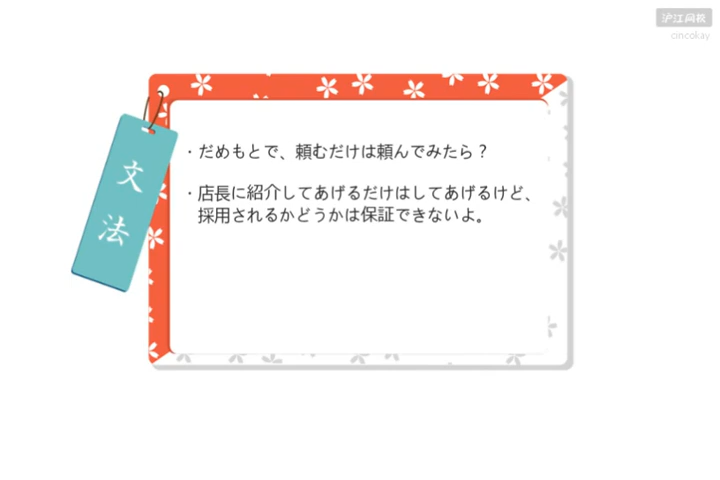 沪江网校
cincokay
文法
・だめもとで、頼むだけは頼んでみたら？
・店長に紹介してあげるだけはしてあげるけど、
採用されるかどうかは保証できないよ。